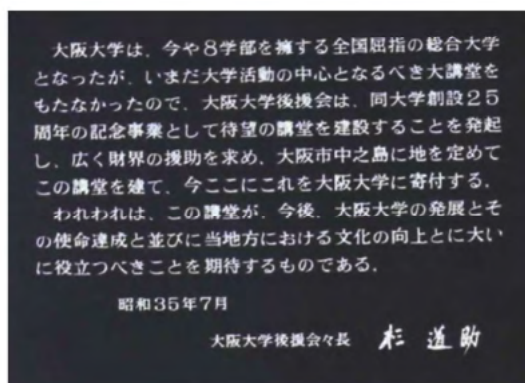 大阪大学は、今や8学部を擁する全国屈指の総合大学
となったが、いまだ大学活動の中心となるべき大講堂を
もたなかったので、大阪大学後援会は、同大学創設25
周年の記念事業として待望の講堂を建設することを発起
し、広く財界の援助を求め、大阪市中之島に地を定めて
この講堂を建て、今ここにこれを大阪大学に寄付する。
われわれは、この講堂が、今後、大阪大学の発展とそ
の使命達成と並びに当地方における文化の向上とに大い
に役立つべきことを期待するものである。
昭和35年7月
大阪大学後援会々長 杉道助